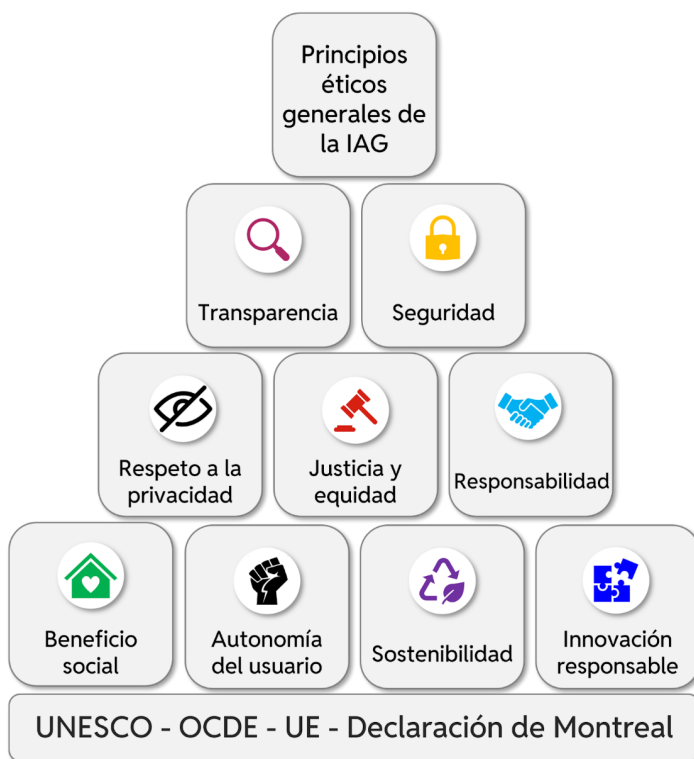 Principios
éticos
generales de
la IAG
Transparencia
Seguridad
Respeto a la
privacidad
Justicia y
equidad
Responsabilidad
Beneficio
social
Autonomía
del usuario
Sostenibilidad
Innovación
responsable
UNESCO - OCDE - UE - Declaración de Montreal